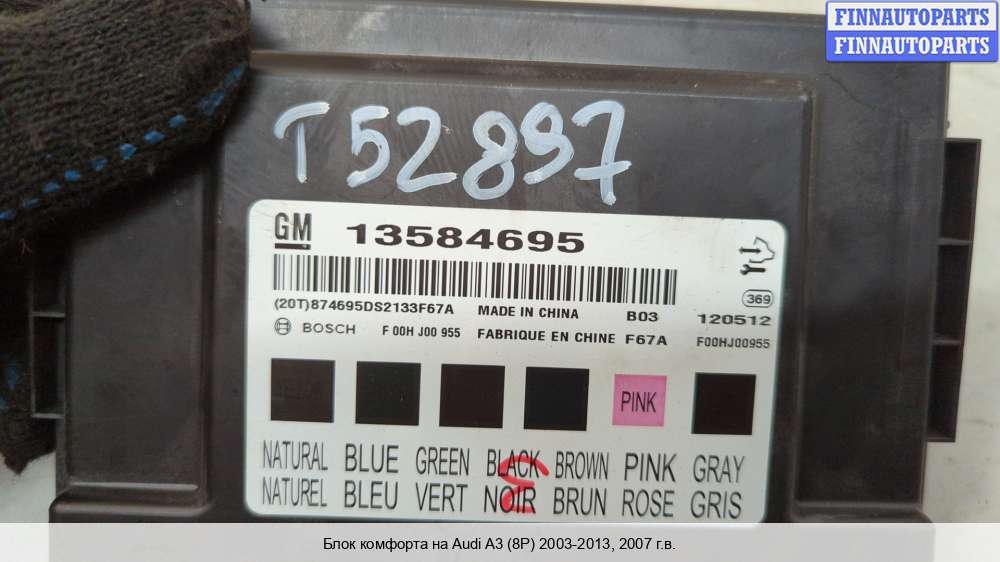 FINNAUTOPARTS
FINNAUTOPARTS
T 52897
GM 13584695
369
(20T)874695DS2133F67A MADE IN CHINA B03 120512
BOSCH F 00H J00 955 FABRIQUE EN CHINE F67A F00HJ00955
PINK
NATURAL BLUE GREEN BLACK BROWN PINK GRAY
NATUREL BLEU VERT NOIR BRUN ROSE GRIS
Блок комфорта на Audi A3 (8P) 2003-2013, 2007 г.в.